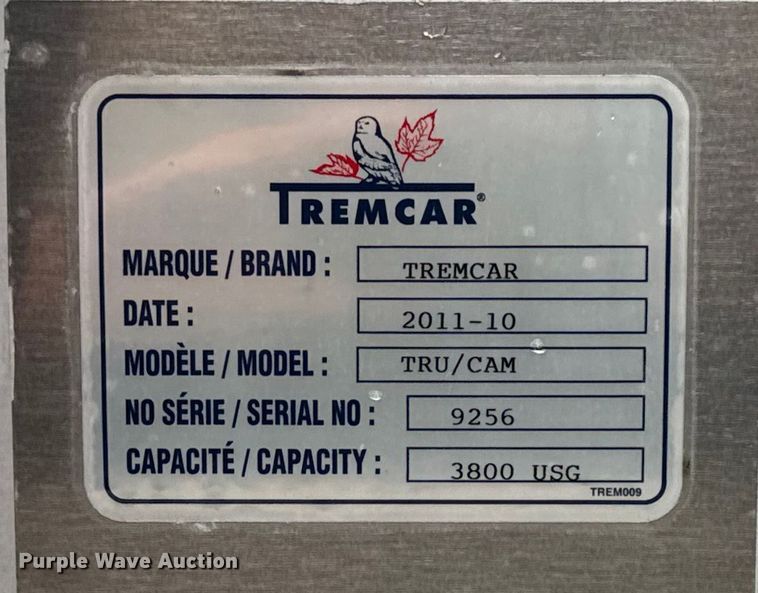 TREMCAR®
MARQUE / BRAND : TREMCAR
DATE : 2011-10
MODÈLE / MODEL : TRU/CAM
NO SÉRIE / SERIAL NO : 9256
CAPACITÉ / CAPACITY : 3800 USG
TREM009
Purple Wave Auction